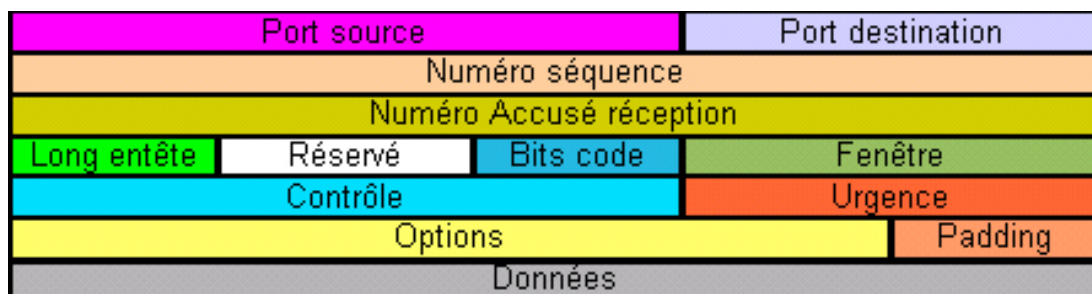 Port source Port destination
Numéro séquence
Numéro Accusé réception
Long entête Réservé Bits code Fenêtre
Contrôle Urgence
Options Padding
Données